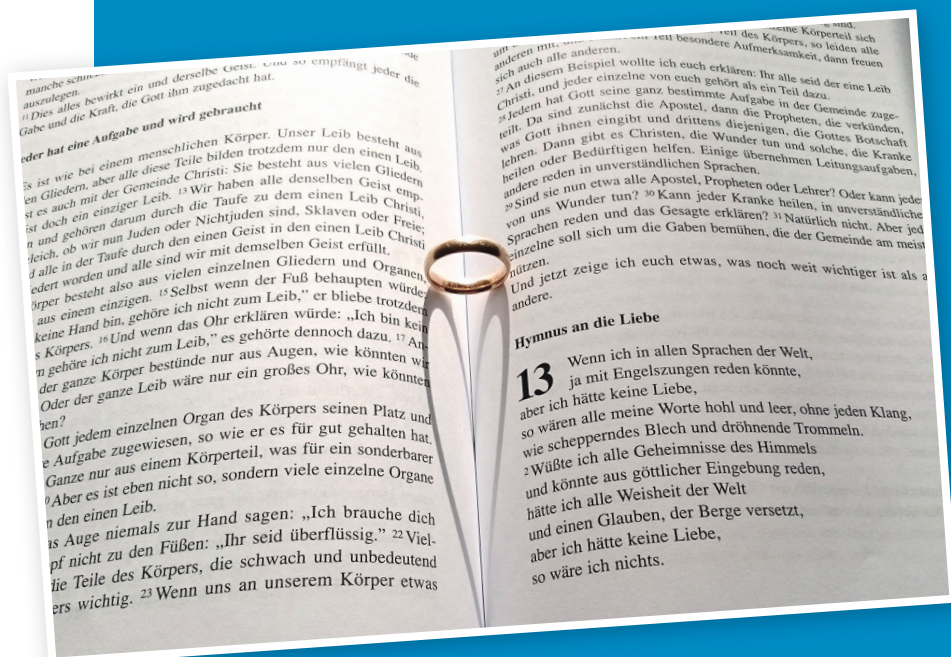 manche
auszulegen.
11 Dies alles bewirkt ein und derselbe Geist. Und so empfängt jeder die
Gabe und die Kraft, die Gott ihm zugedacht hat.
eder hat eine Aufgabe und wird gebraucht
Es ist wie bei einem menschlichen Körper. Unser Leib besteht aus
en Gliedern, aber alle diese Teile bilden trotzdem nur den einen Leib.
st es auch mit der Gemeinde Christi: Sie besteht aus vielen Gliedern
ist doch ein einziger Leib. 13 Wir haben alle denselben Geist emp-
n und gehören darum durch die Taufe zu dem einen Leib Christi,
leich, ob wir nun Juden oder Nichtjuden sind, Sklaven oder Freie;
d alle in der Taufe durch den einen Geist in den einen Leib Christi
edert worden und alle sind wir mit demselben Geist erfüllt.
örper besteht also aus vielen einzelnen Gliedern und Organen,
aus einem einzigen. 15 Selbst wenn der Fuß behaupten würde:
keine Hand bin, gehöre ich nicht zum Leib,” er bliebe trotzdem
s Körpers. 16 Und wenn das Ohr erklären würde: „Ich bin kein
n gehöre ich nicht zum Leib,” es gehörte dennoch dazu. 17 An-
der ganze Körper bestünde nur aus Augen, wie könnten wir
Oder der ganze Leib wäre nur ein großes Ohr, wie könnten
hen?
Gott jedem einzelnen Organ des Körpers seinen Platz und
e Aufgabe zugewiesen, so wie er es für gut gehalten hat.
Ganze nur aus einem Körperteil, was für ein sonderbarer
0 Aber es ist eben nicht so, sondern viele einzelne Organe
n den einen Leib.
as Auge niemals zur Hand sagen: „Ich brauche dich
pf nicht zu den Füßen: „Ihr seid überflüssig.” 22 Viel-
die Teile des Körpers, die schwach und unbedeutend
ers wichtig. 23 Wenn uns an unserem Körper etwas
eine Körperteil sich
des Körpers, so leiden alle
anderen mit, besondere Aufmerksamkeit, dann freuen
sich auch alle anderen.
27 An diesem Beispiel wollte ich euch erklären: Ihr alle seid der eine Leib
Christi, und jeder einzelne von euch gehört als ein Teil dazu.
28 Jedem hat Gott seine ganz bestimmte Aufgabe in der Gemeinde zuge-
teilt. Da sind zunächst die Apostel, dann die Propheten, die verkünden,
was Gott ihnen eingibt und drittens diejenigen, die Gottes Botschaft
lehren. Dann gibt es Christen, die Wunder tun und solche, die Kranke
heilen oder Bedürftigen helfen. Einige übernehmen Leitungsaufgaben,
andere reden in unverständlichen Sprachen.
29 Sind sie nun etwa alle Apostel, Propheten oder Lehrer? Oder kann jede
von uns Wunder tun? 30 Kann jeder Kranke heilen, in unverständliche
Sprachen reden und das Gesagte erklären? 31 Natürlich nicht. Aber jed
einzelne soll sich um die Gaben bemühen, die der Gemeinde am meist
nützen.
Und jetzt zeige ich euch etwas, was noch weit wichtiger ist als a
andere.
Hymnus an die Liebe
13 Wenn ich in allen Sprachen der Welt,
ja mit Engelszungen reden könnte,
aber ich hätte keine Liebe,
so wären alle meine Worte hohl und leer, ohne jeden Klang,
wie schepperndes Blech und dröhnende Trommeln.
2 Wüßte ich alle Geheimnisse des Himmels
und könnte aus göttlicher Eingebung reden,
hätte ich alle Weisheit der Welt
und einen Glauben, der Berge versetzt,
aber ich hätte keine Liebe,
so wäre ich nichts.